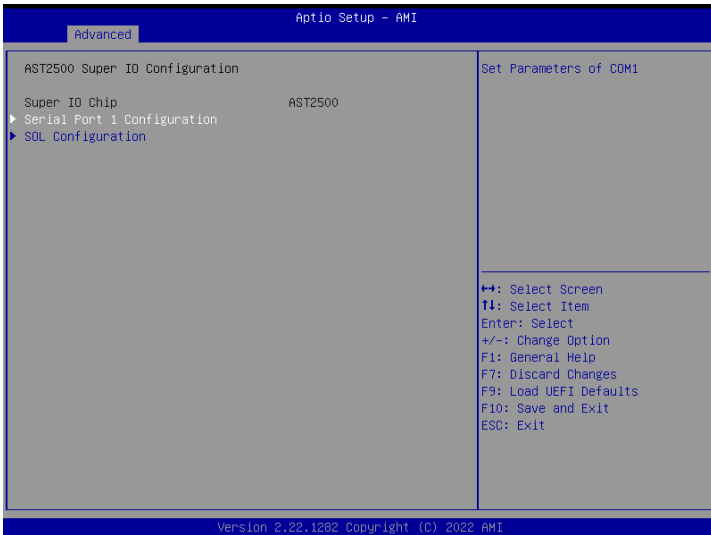 Aptio Setup – AMI
Advanced
AST2500 Super IO Configuration
Super IO Chip AST2500
Serial Port 1 Configuration
SOL Configuration
Set Parameters of COM1
↔: Select Screen
↑↓: Select Item
Enter: Select
+/-: Change Option
F1: General Help
F7: Discard Changes
F9: Load UEFI Defaults
F10: Save and Exit
ESC: Exit
Version 2.22.1282 Copyright (C) 2022 AMI